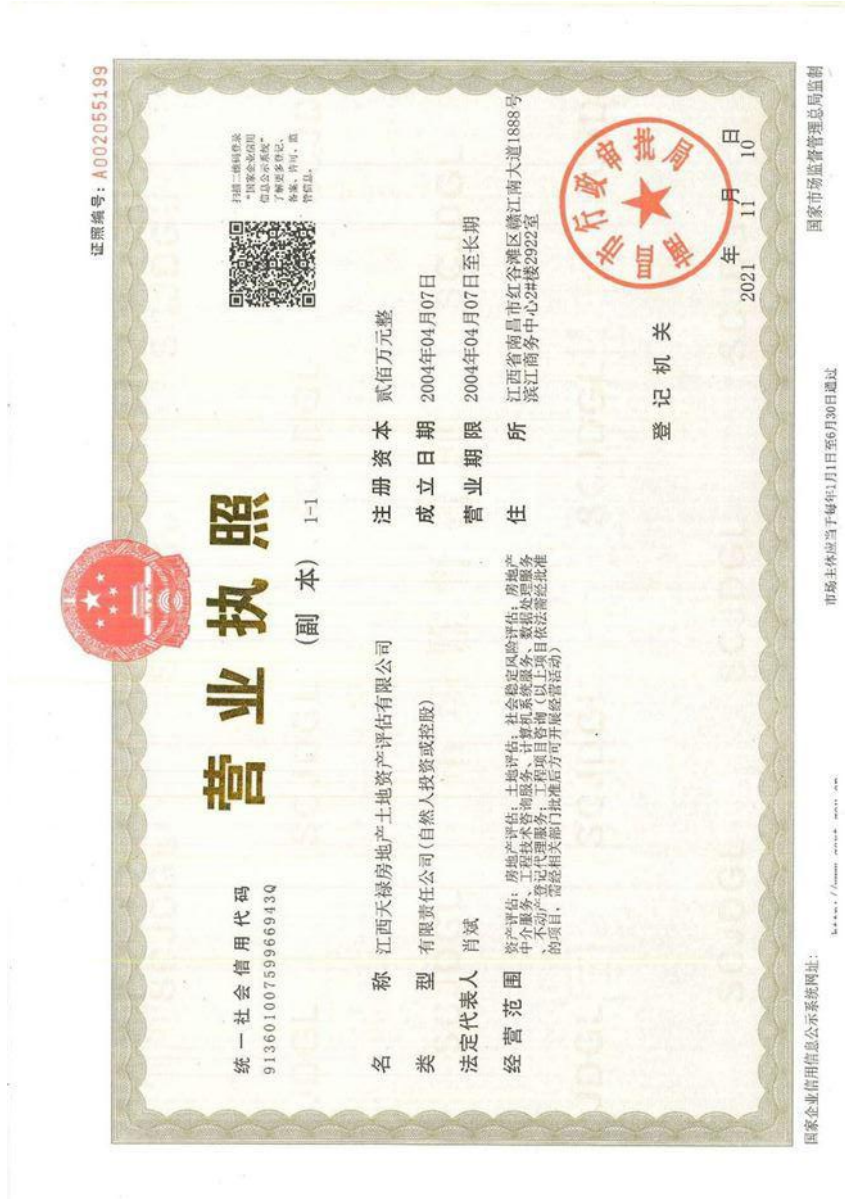 证照编号: A002055199
统一社会信用代码
91360100759966943Q
营业执照
(副 本) 1-1
扫描二维码登录
“国家企业信用
信息公示系统”
了解更多登记、
备案、许可、监
管信息。
名 称 江西天禄房地产土地资产评估有限公司
类 型 有限责任公司(自然人投资或控股)
法定代表人 肖斌
经营范围 资产评估; 房地产评估; 土地评估; 社会稳定风险评估; 房地产
中介服务、工程技术咨询服务、计算机系统服务、数据处理服务
、不动产登记代理服务; 工程项目咨询（以上项目依法需经批准
的项目, 需经相关部门批准后方可开展经营活动）
注册资本 贰佰万元整
成立日期 2004年04月07日
营业期限 2004年04月07日至长期
住 所 江西省南昌市红谷滩区赣江南大道1888号
滨江商务中心2#楼2922室
登记机关
市行政审批局
2021 年 11 月 10 日
国家企业信用信息公示系统网址:
市场主体应当于每年1月1日至6月30日通过
国家市场监督管理总局监制